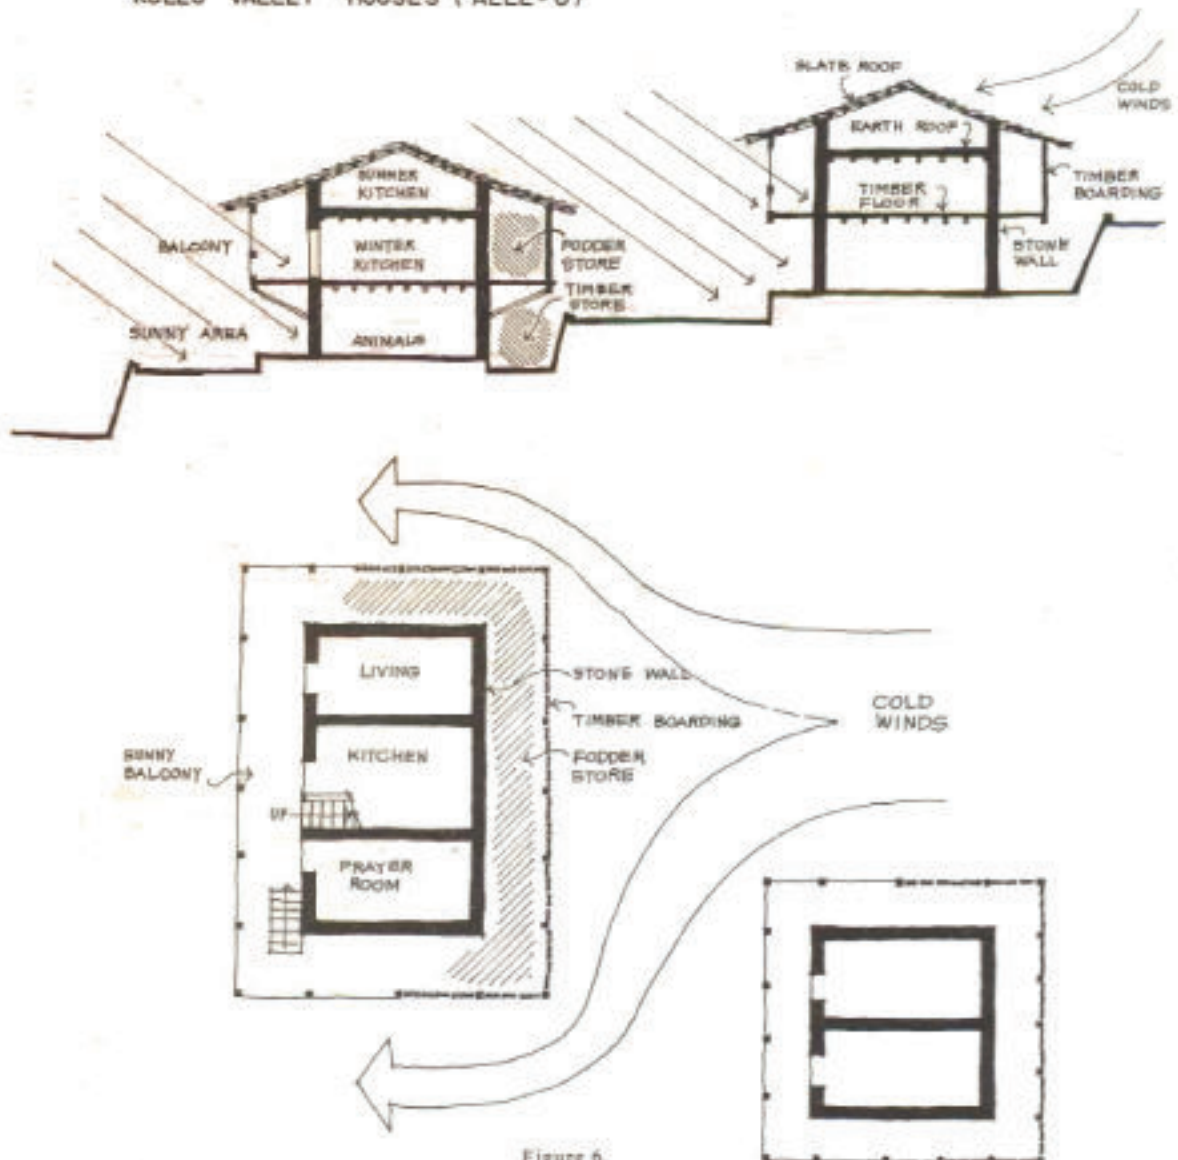 VALLEY HOUSES
SLATE ROOF
COLD
WINDS
EARTH ROOF
SUMMER
KITCHEN
TIMBER
FLOOR
TIMBER
BOARDING
BALCONY
WINTER
KITCHEN
FODDER
STORE
STONE
WALL
TIMBER
STORE
SUNNY AREA
ANIMALS
LIVING
STONE WALL
TIMBER BOARDING
COLD
WINDS
SUNNY
BALCONY
KITCHEN
FODDER
STORE
UP
PRAYER
ROOM
Figure 6